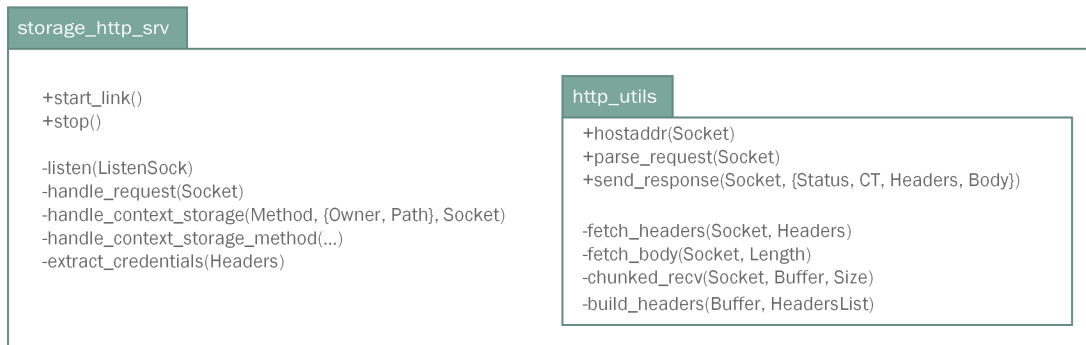 storage_http_srv
+start_link()
+stop()
-listen(ListenSock)
-handle_request(Socket)
-handle_context_storage(Method, {Owner, Path}, Socket)
-handle_context_storage_method(...)
-extract_credentials(Headers)
http_utils
+hostaddr(Socket)
+parse_request(Socket)
+send_response(Socket, {Status, CT, Headers, Body})
-fetch_headers(Socket, Headers)
-fetch_body(Socket, Length)
-chunked_recv(Socket, Buffer, Size)
-build_headers(Buffer, HeadersList)